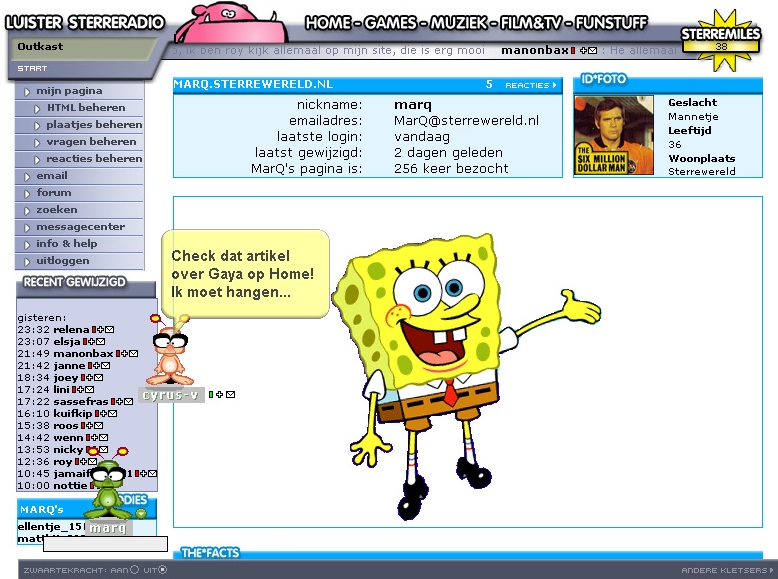 LUISTER STERRERADIO
HOME - GAMES - MUZIEK - FILM&TV - FUNSTUFF
STERREMILES
38
Outkast
START
ik ben roy kijk allemaal op mijn site, die is erg mooi manonbax : He allemaal
mijn pagina
HTML beheren
plaatjes beheren
vragen beheren
reacties beheren
email
forum
zoeken
messagecenter
info & help
uitloggen
RECENT GEWIJZIGD
gisteren:
23:32 relena
23:07 elsja
21:49 manonbax
21:42 janne
18:34 joey
17:24 lini
17:22 sassefras
16:10 kuifkip
15:38 roos
14:42 wenn
13:53 nicky
12:36 roy
10:45
10:00 nottie
MARQ's
ellentje_15
marq
cyrus-v
MARQ.STERREWERELD.NL 5 REACTIES
nickname: marq
emailadres: MarQ@sterrewereld.nl
laatste login: vandaag
laatst gewijzigd: 2 dagen geleden
MarQ's pagina is: 256 keer bezocht
ID*FOTO
THE
SIX MILLION
DOLLAR MAN
Geslacht
Mannetje
Leeftijd
36
Woonplaats
Sterrewereld
Check dat artikel
over Gaya op Home!
Ik moet hangen...
THE*FACTS
ZWAARTEKRACHT: AAN UIT
ANDERE KLETSERS